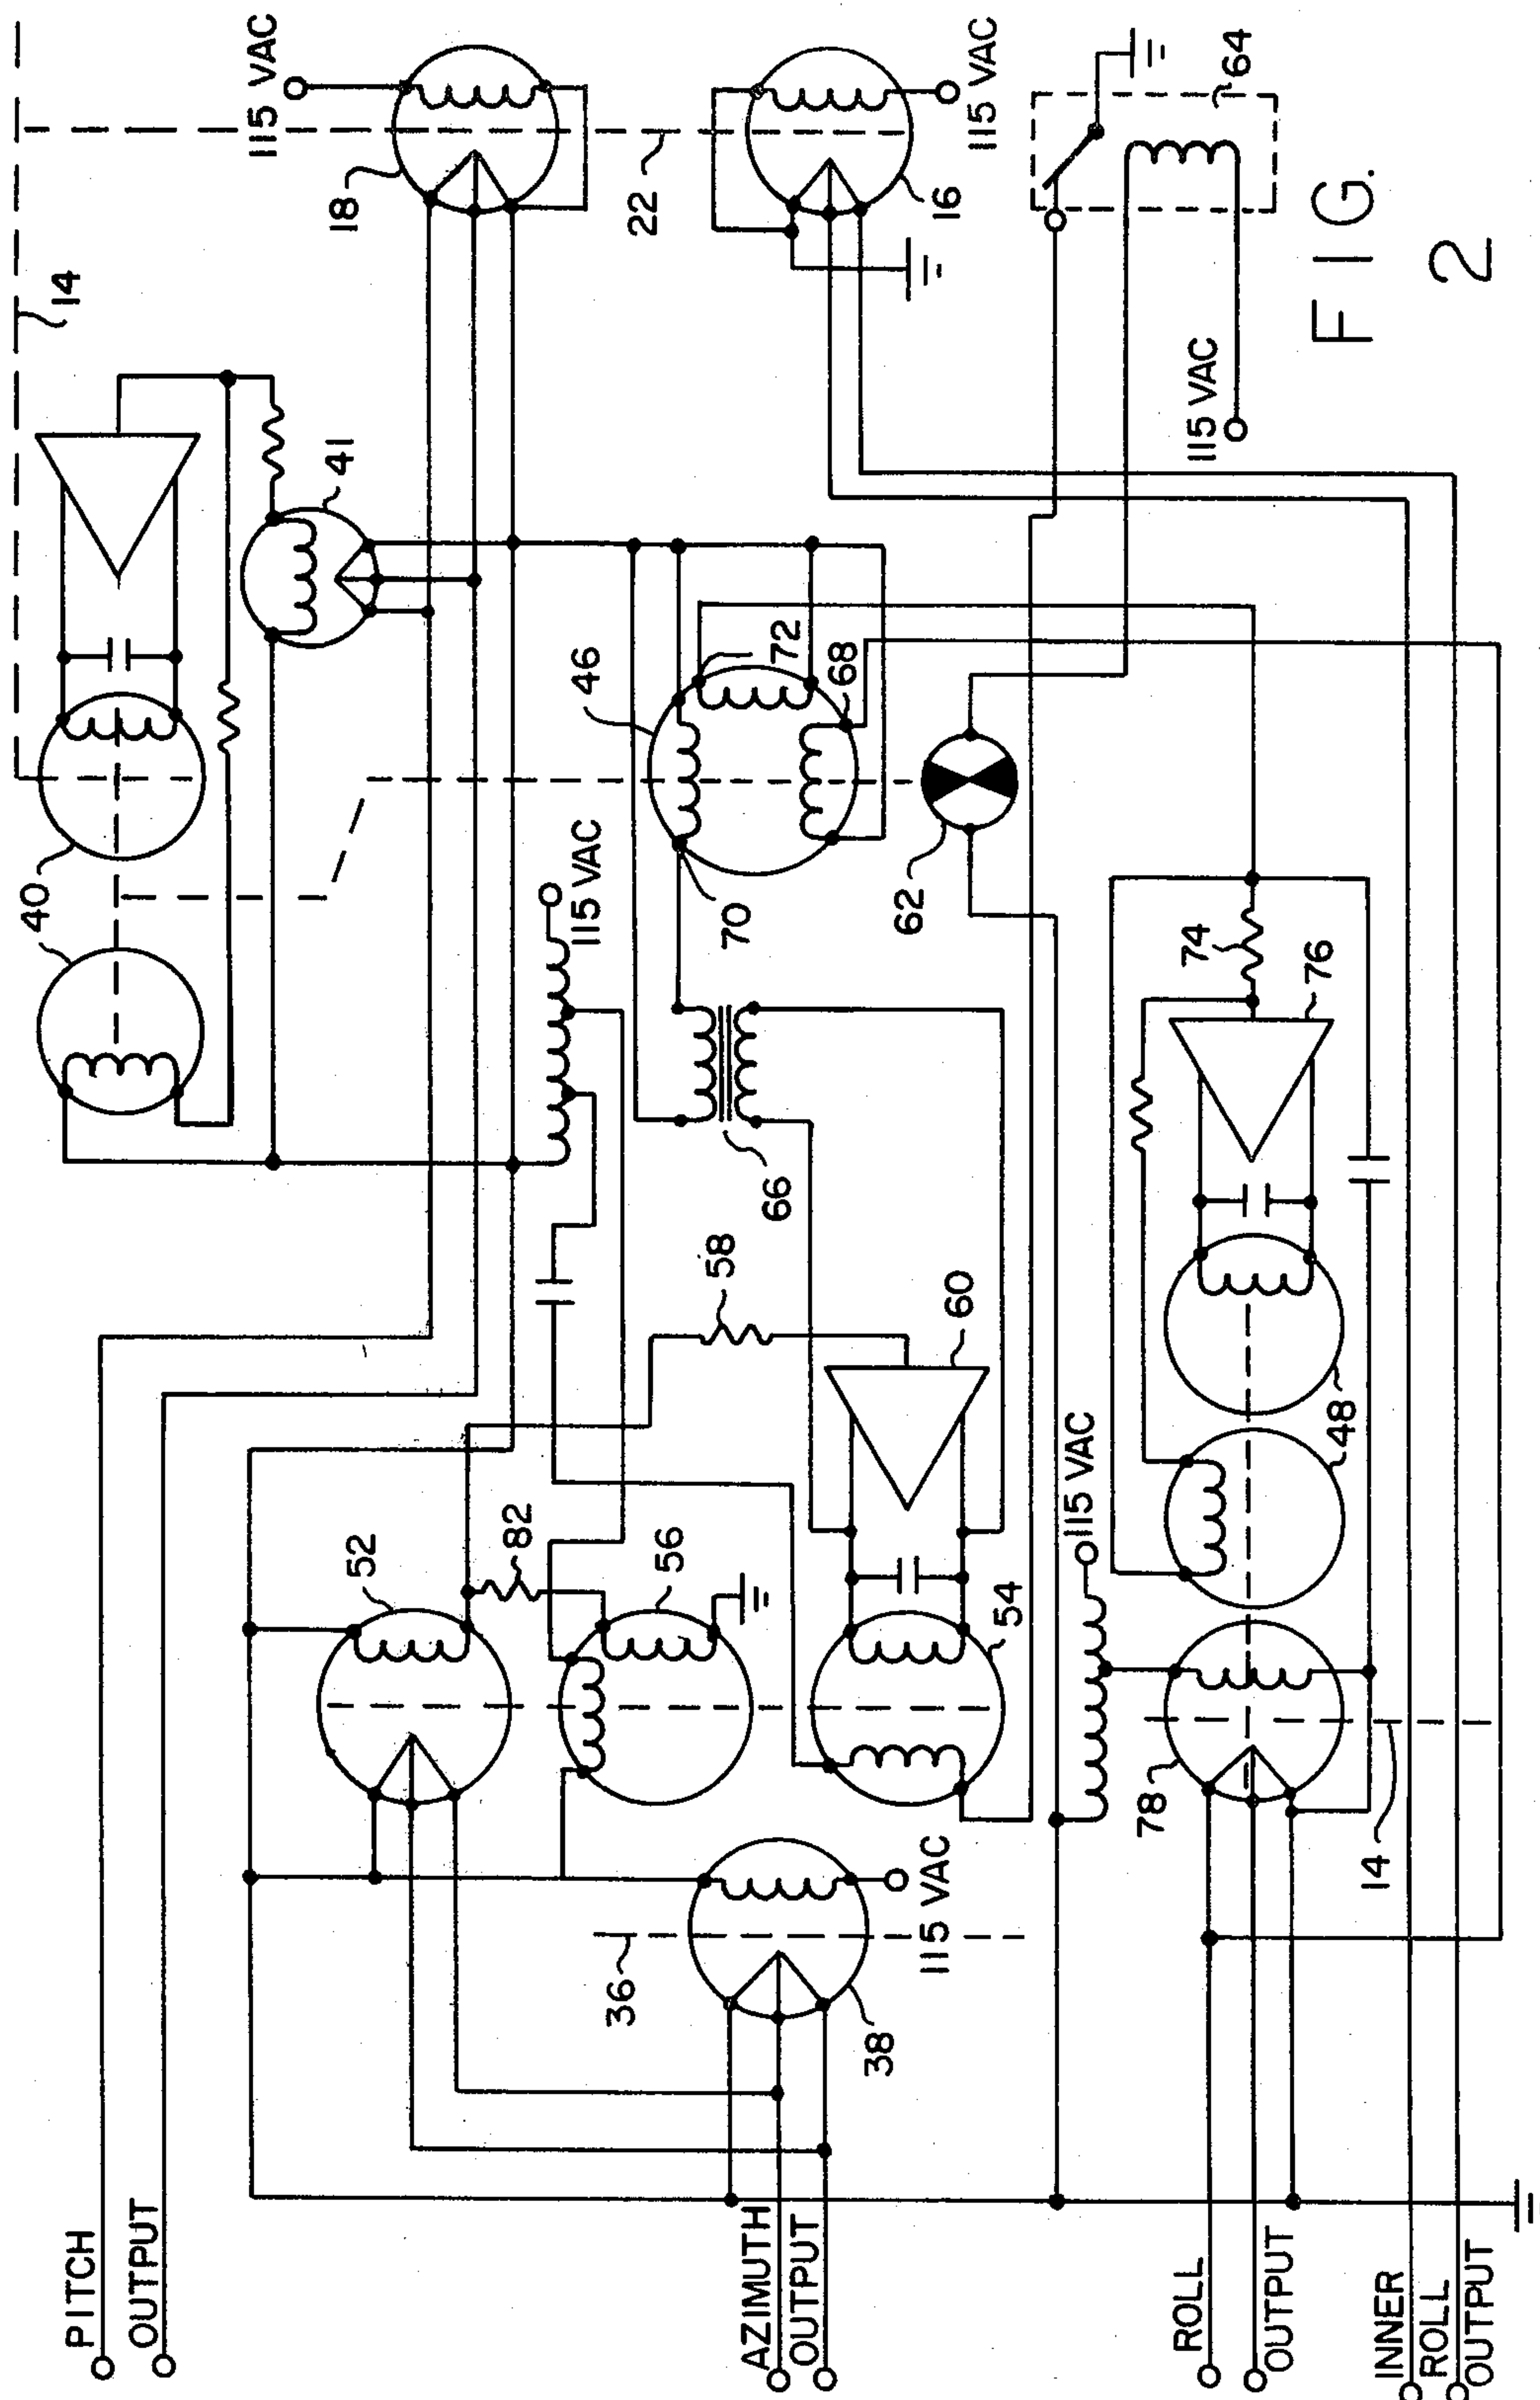 14
115 VAC
18
22
115 VAC
16
64
FIG.
2
115 VAC
41
40
46
72
68
70
62
115 VAC
66
74
76
58
60
48
52
82
56
54
115 VAC
78
14
36
38
115 VAC
PITCH
OUTPUT
AZIMUTH
OUTPUT
ROLL
OUTPUT
INNER
ROLL
OUTPUT